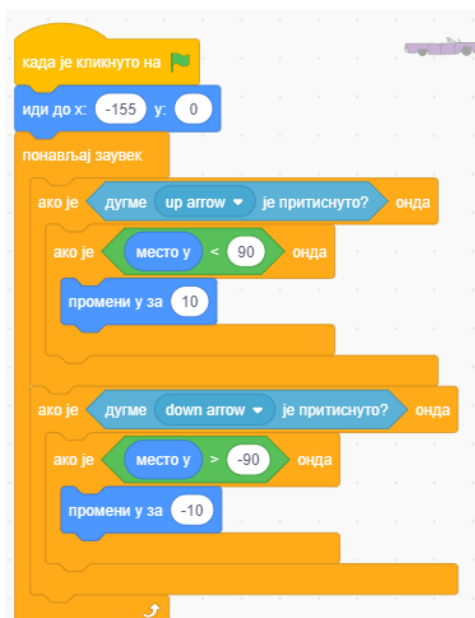 када је кликнуто на
иди до x: -155 y: 0
понављај заувек
ако је дугме up arrow је притиснуто? онда
ако је место y < 90 онда
промени y за 10
ако је дугме down arrow је притиснуто? онда
ако је место y > -90 онда
промени y за -10